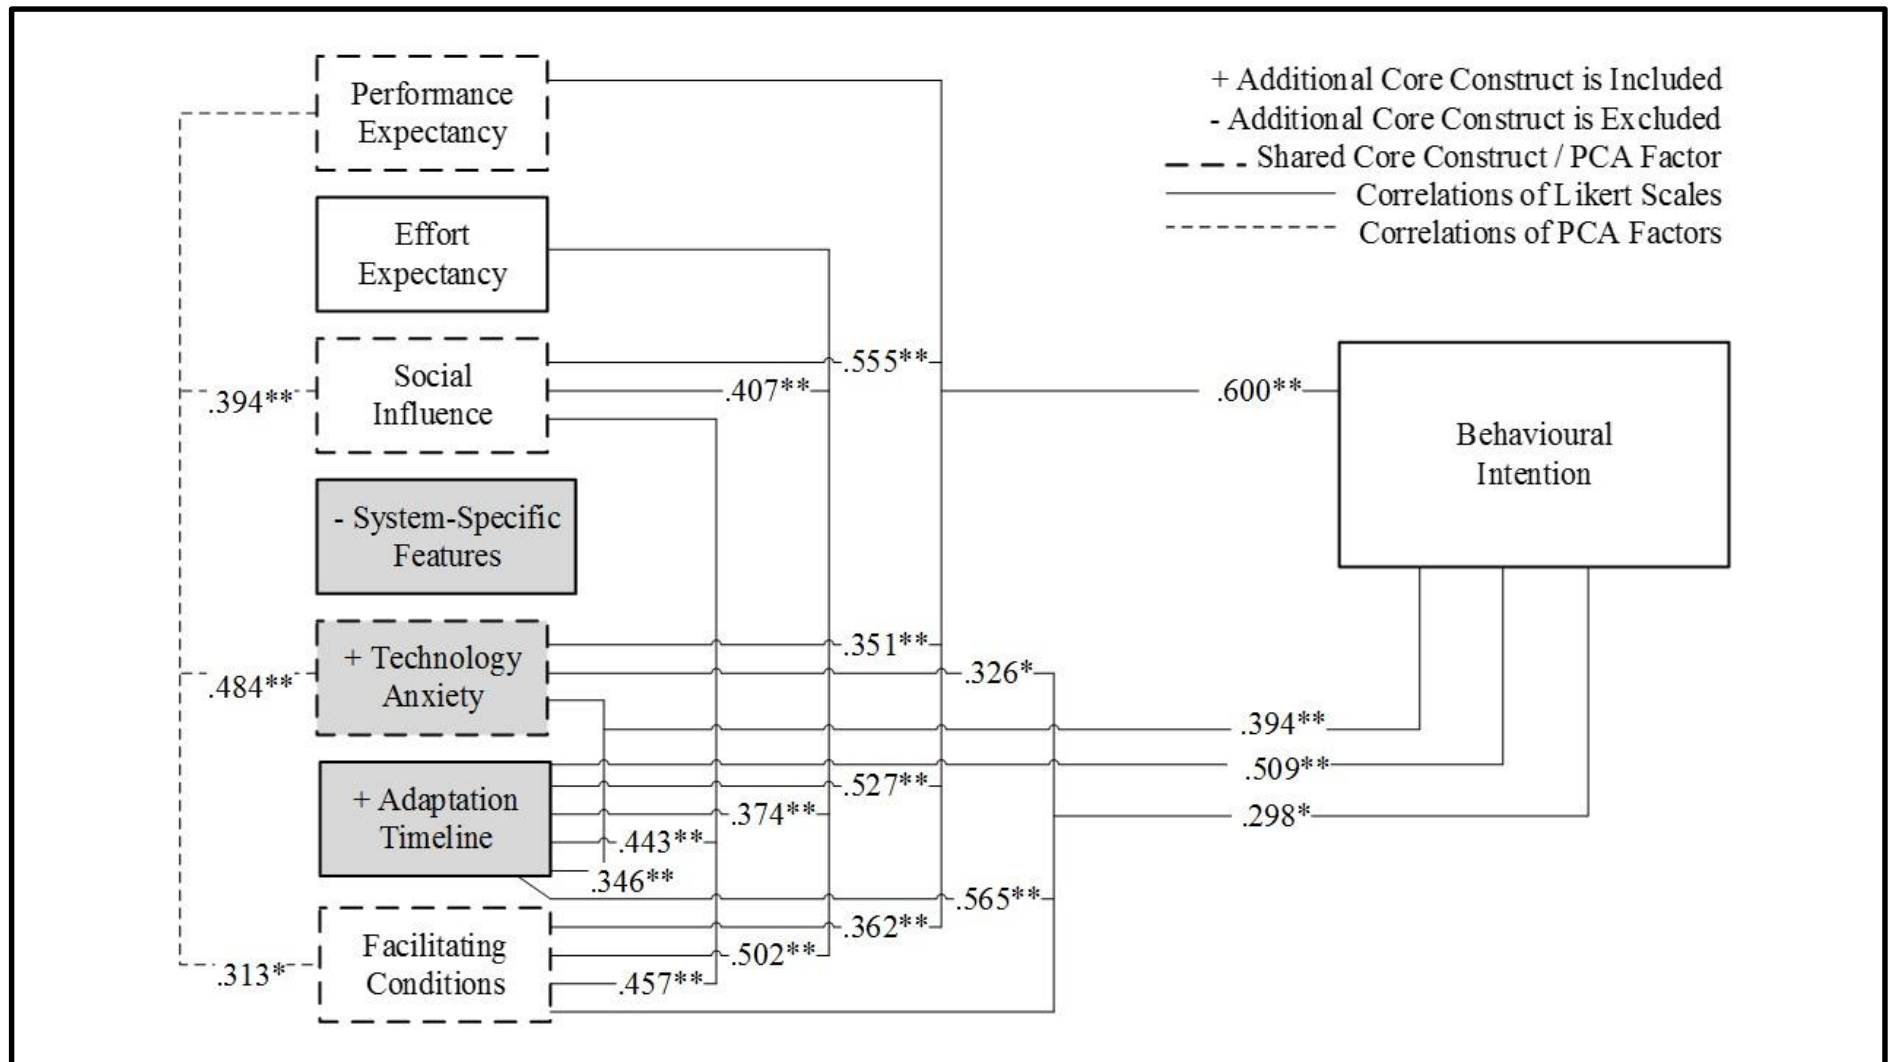 Performance
Expectancy
Effort
Expectancy
Social
Influence
- System-Specific
Features
+ Technology
Anxiety
+ Adaptation
Timeline
Facilitating
Conditions
+ Additional Core Construct is Included
- Additional Core Construct is Excluded
Shared Core Construct / PCA Factor
Correlations of Likert Scales
Correlations of PCA Factors
Behavioural
Intention
.394**
.484**
.313*
.555**
.407**
.600**
.351**
.326*
.394**
.509**
.527**
.374**
.298*
.443**
.346**
.565**
.362**
.502**
.457**